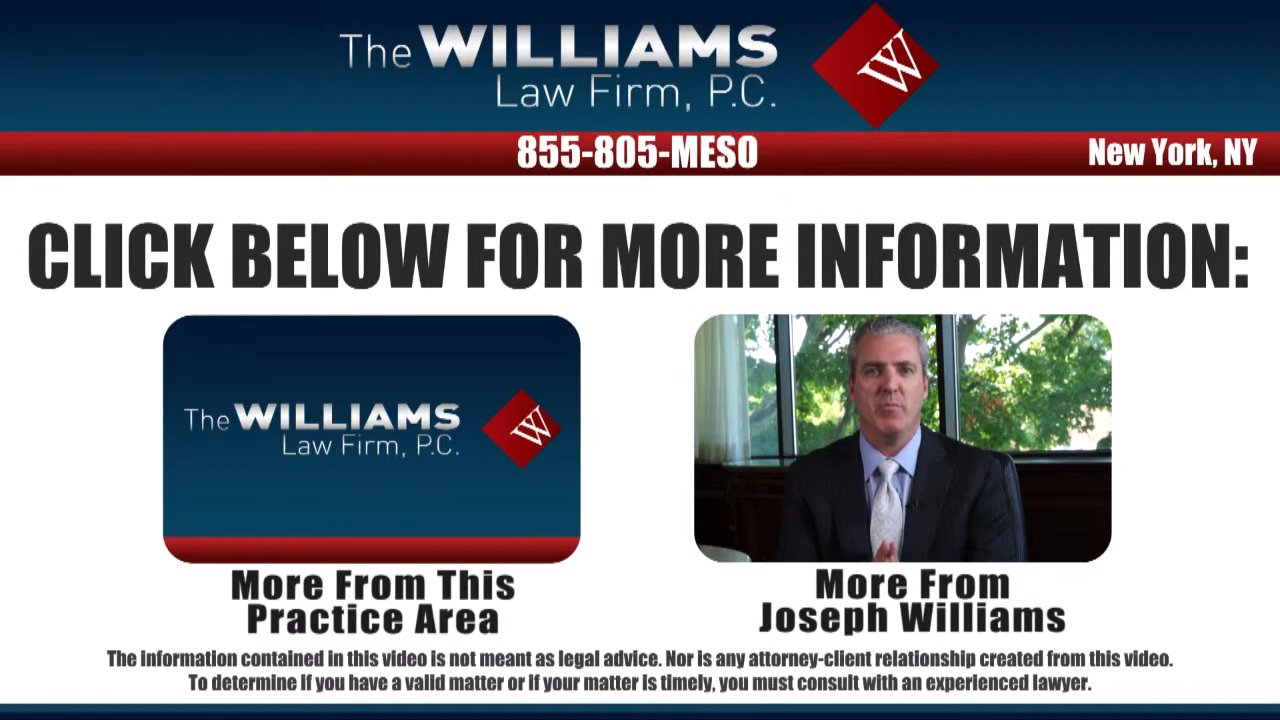 The WILLIAMS
Law Firm, P.C.
W
855-805-MESO
New York, NY
CLICK BELOW FOR MORE INFORMATION:
The WILLIAMS
Law Firm, P.C.
W
More From This
Practice Area
More From
Joseph Williams
The information contained in this video is not meant as legal advice. Nor is any attorney-client relationship created from this video.
To determine if you have a valid matter or if your matter is timely, you must consult with an experienced lawyer.